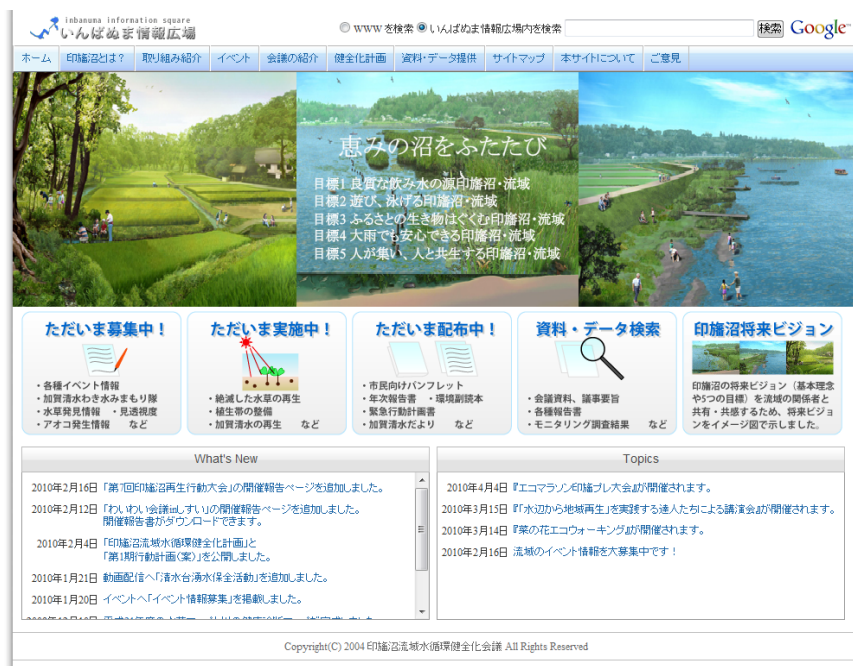 inbanuma information square
いんばぬま情報広場
WWW を検索 いんばぬま情報広場内を検索 検索 Google
ホーム 印旛沼とは？ 取り組み紹介 イベント 会議の紹介 健全化計画 資料・データ提供 サイトマップ 本サイトについて ご意見
恵みの沼をふたたび
目標1 良質な飲み水の源印旛沼・流域
目標2 遊び、泳げる印旛沼・流域
目標3 ふるさとの生き物はぐくむ印旛沼・流域
目標4 大雨でも安心できる印旛沼・流域
目標5 人が集い、人と共生する印旛沼・流域
ただいま募集中！
・各種イベント情報
・加賀清水わき水みまもり隊
・水草発見情報 ・見透視度
・アオコ発生情報 など
ただいま実施中！
・絶滅した水草の再生
・植生帯の整備
・加賀清水の再生 など
ただいま配布中！
・市民向けパンフレット
・年次報告書 ・環境副読本
・緊急行動計画書
・加賀清水だより など
資料・データ検索
・会議資料、議事要旨
・各種報告書
・モニタリング調査結果 など
印旛沼将来ビジョン
印旛沼の将来ビジョン（基本理念
や5つの目標）を流域の関係者と
共有・共感するため、将来ビジョ
ンをイメージ図で示しました。
What's New
2010年2月16日 「第7回印旛沼再生行動大会」の開催報告ページを追加しました。
2010年2月12日 「わいわい会議inしすい」の開催報告ページを追加しました。
開催報告書がダウンロードできます。
2010年2月4日 「印旛沼流域水循環健全化計画」と
「第1期行動計画(案)」を公開しました。
2010年1月21日 動画配信へ「清水台湧水保全活動」を追加しました。
2010年1月20日 イベントへ「イベント情報募集」を掲載しました。
Topics
2010年4月4日 『エコマラソン印旛プレ大会』が開催されます。
2010年3月15日 『「水辺から地域再生」を実践する達人たちによる講演会』が開催されます。
2010年3月14日 『菜の花エコウォーキング』が開催されます。
2010年2月16日 流域のイベント情報を大募集中です！
Copyright(C) 2004 印旛沼流域水循環健全化会議 All Rights Reserved